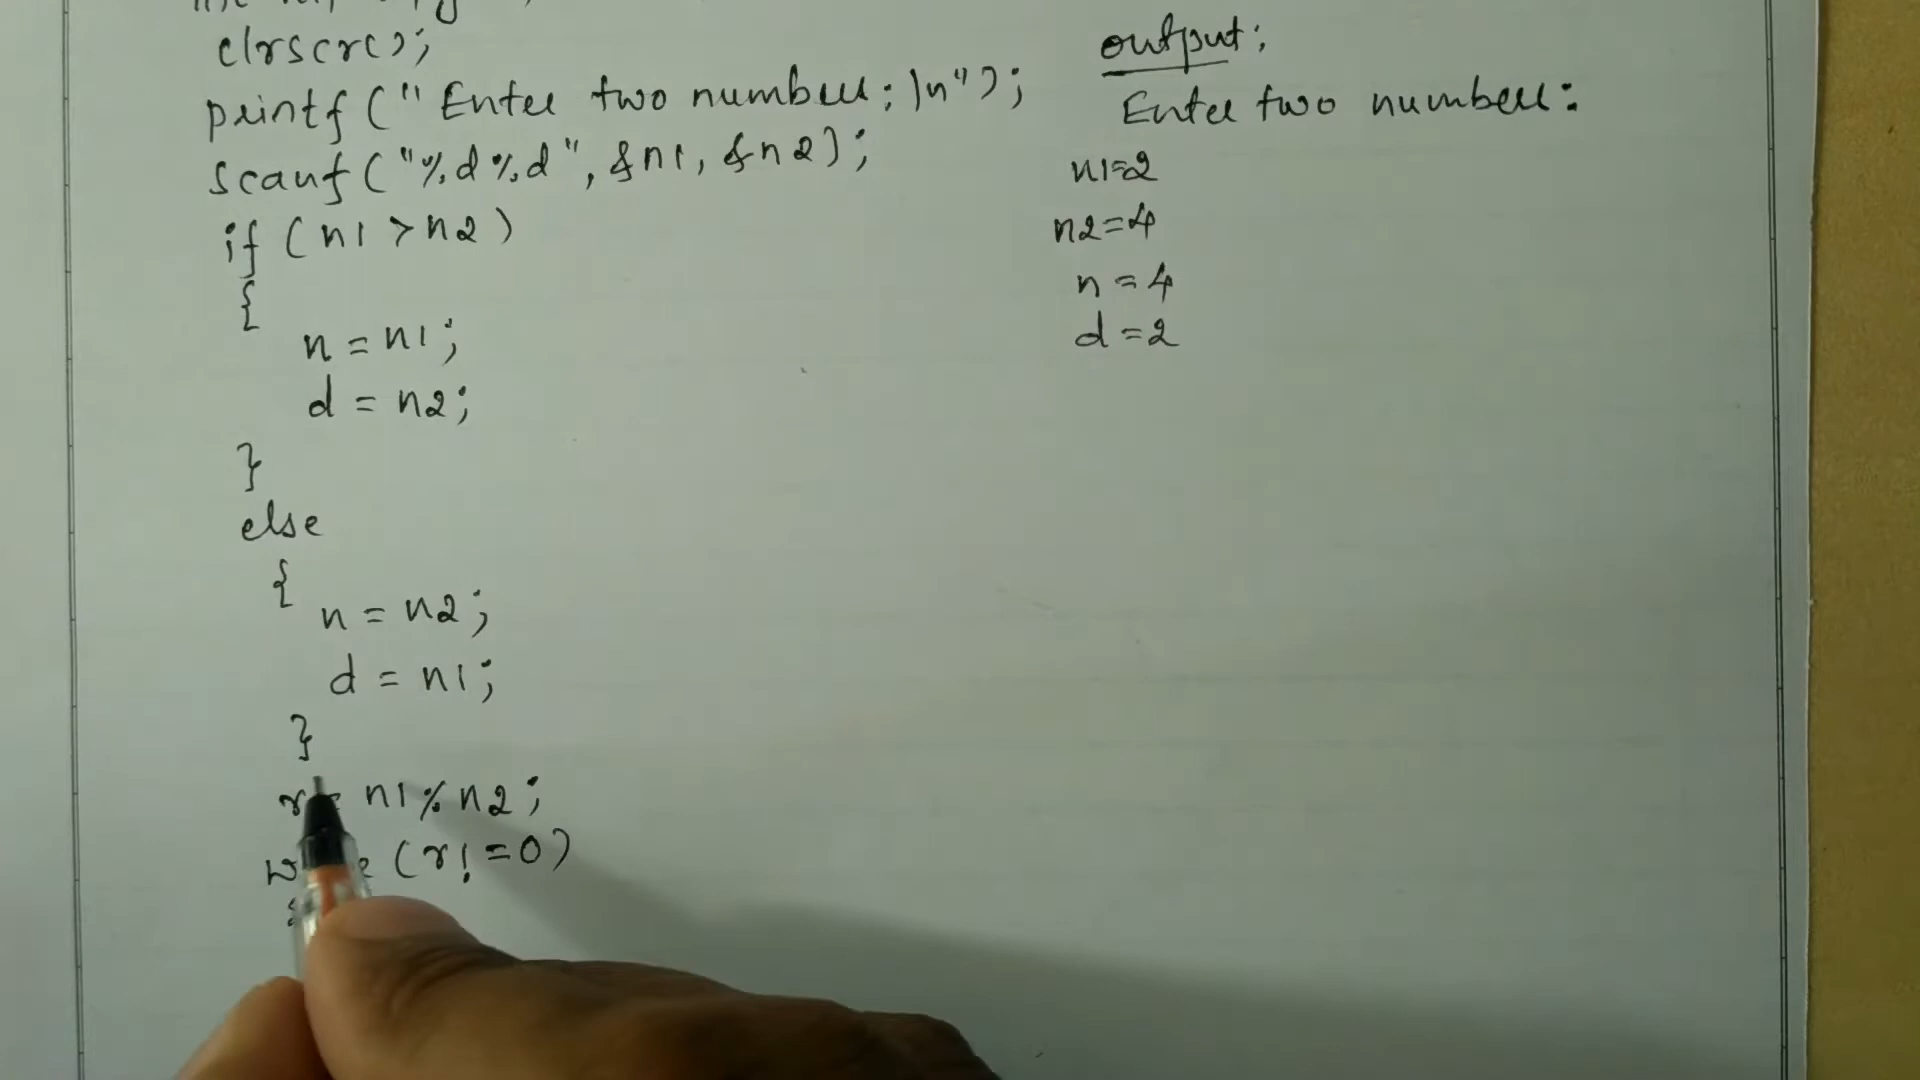 clrscr();
printf("Enter two number:\n");
scanf("%d%d",&n1,&n2);
if (n1>n2)
{
n=n1;
d=n2;
}
else
{
n=n2;
d=n1;
}
r= n1%n2;
(r!=0)
output:
Enter two number:
n1=2
n2=4
n=4
d=2